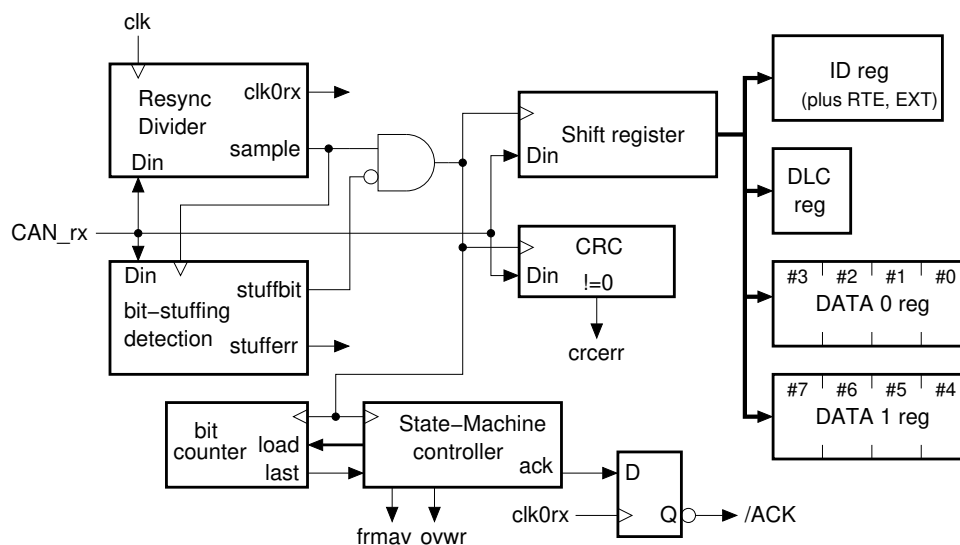 clk
Resync
Divider
clk0rx
sample
Din
CAN_rx
Din
stuffbit
bit-stuffing
detection
stufferr
Shift register
Din
CRC
Din
!=0
crcerr
ID reg
(plus RTE, EXT)
DLC
reg
#3 #2 #1 #0
DATA 0 reg
#7 #6 #5 #4
DATA 1 reg
bit
counter
load
last
State-Machine
controller
ack
frmav ovwr
D
clk0rx
Q
/ACK